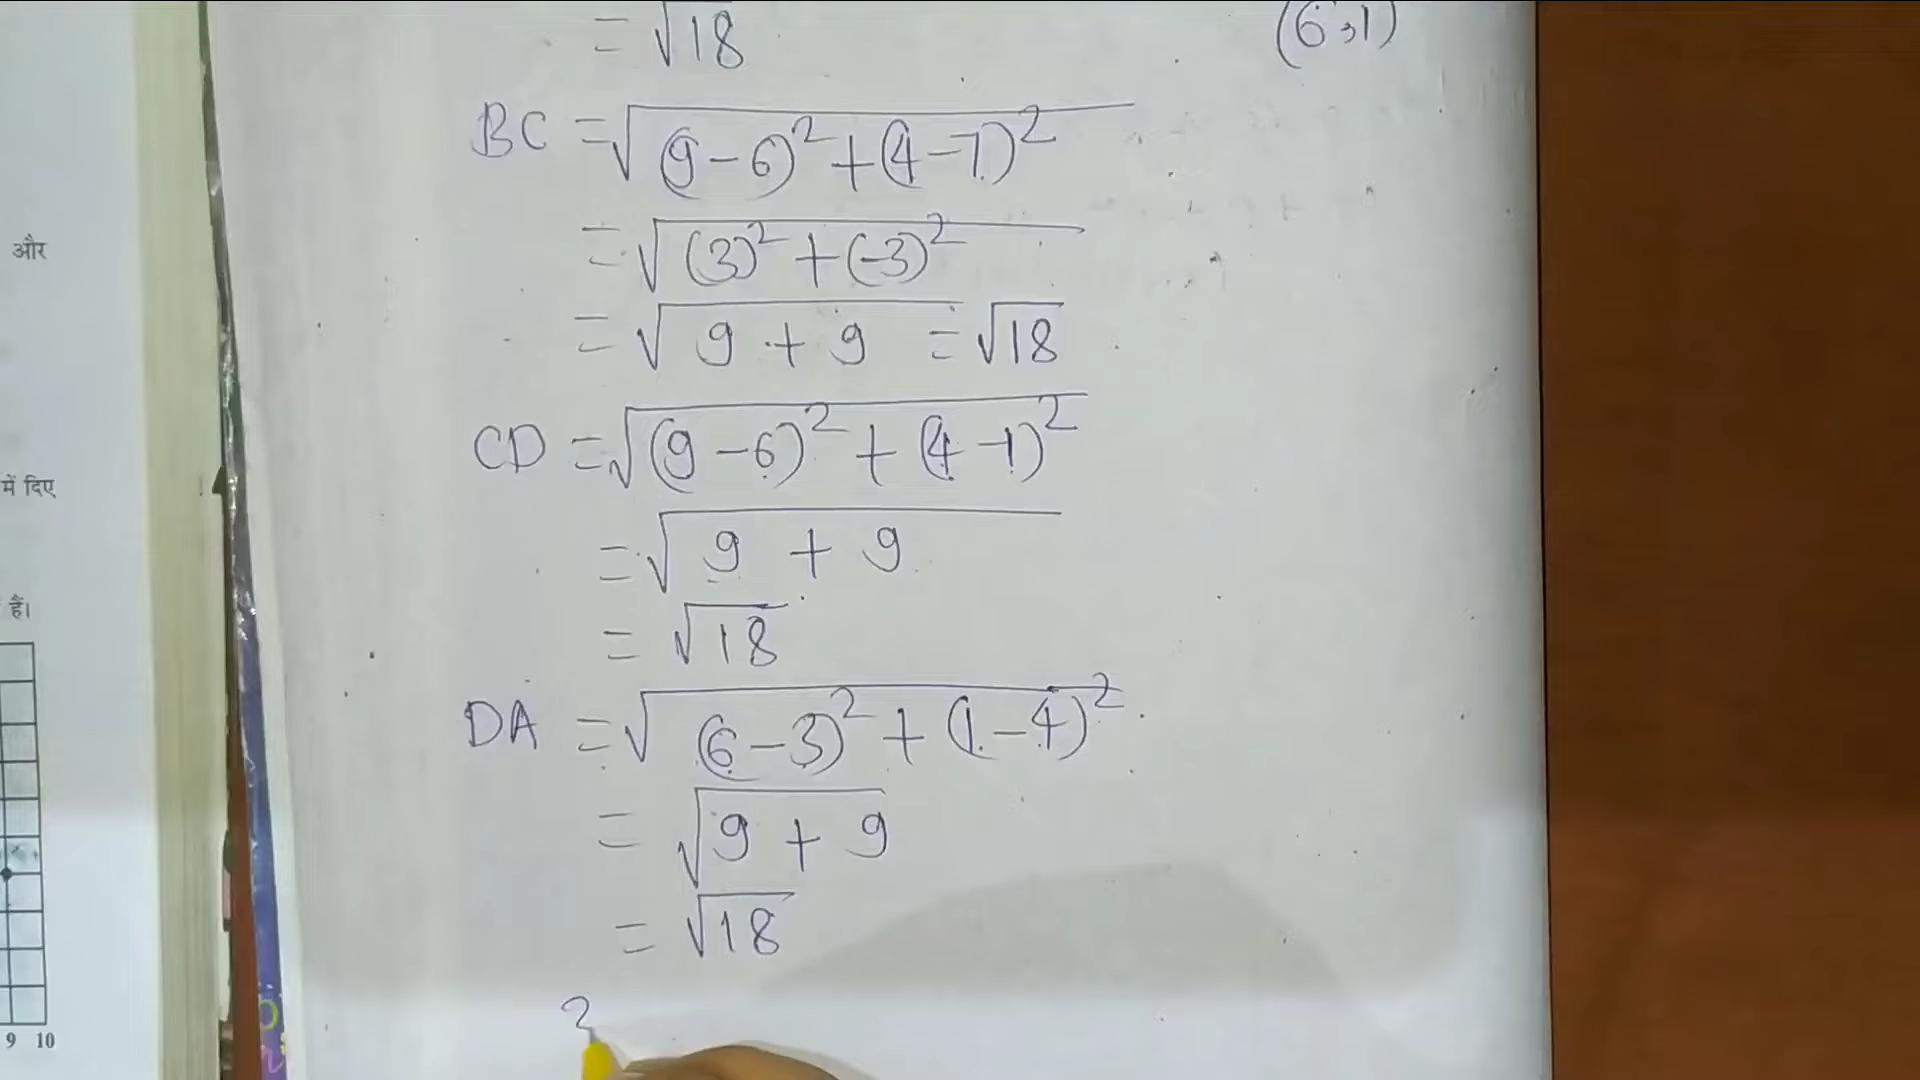 = √18
(6,1)
BC = √(9-6)² + (4-7)²
= √(3)² + (-3)²
= √9 + 9 = √18
CD = √(9-6)² + (4-1)²
= √9 + 9
= √18
DA = √(6-3)² + (1-4)²
= √9 + 9
= √18
और
में दिए
हैं।
9 10